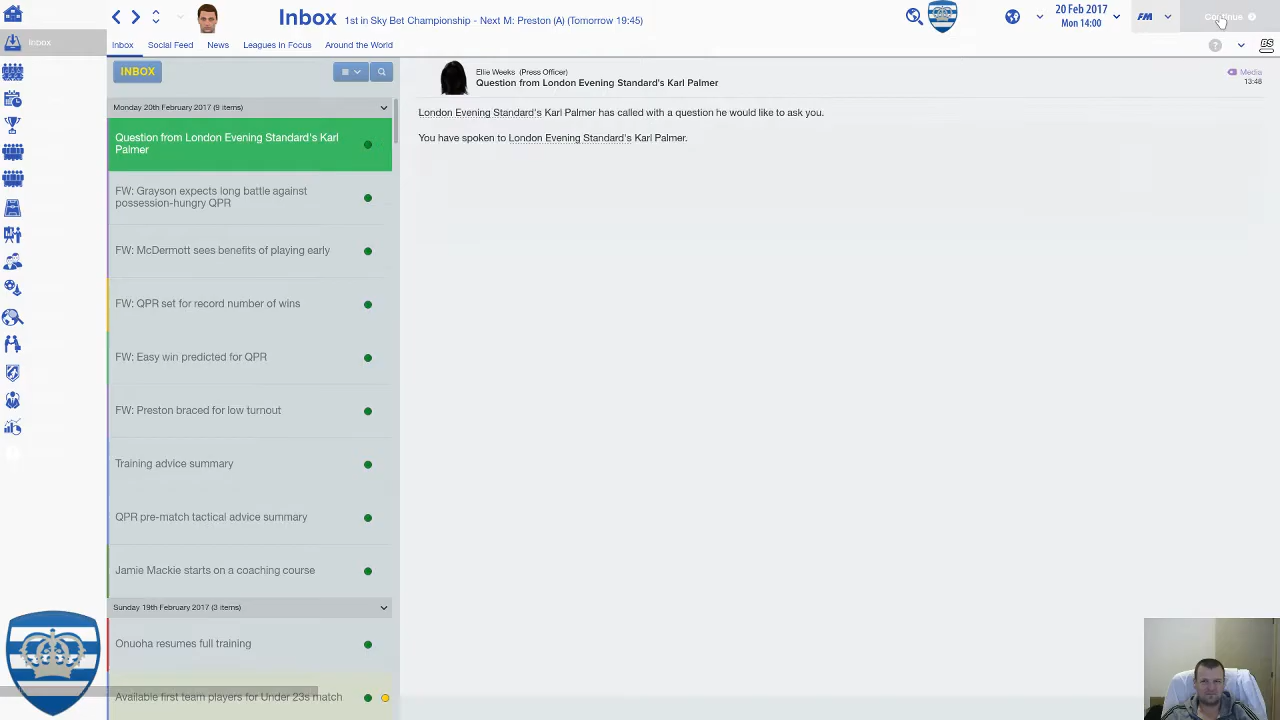 Inbox
1st in Sky Bet Championship - Next M: Preston (A) (Tomorrow 19:45)
20 Feb 2017
Mon 14:00
FM
Continue
Inbox
Inbox
Social Feed
News
Leagues in Focus
Around the World
INBOX
Ellie Weeks (Press Officer)
Question from London Evening Standard's Karl Palmer
Media
13:48
Monday 20th February 2017 (9 items)
London Evening Standard's Karl Palmer has called with a question he would like to ask you.
You have spoken to London Evening Standard's Karl Palmer.
Question from London Evening Standard's Karl
Palmer
FW: Grayson expects long battle against
possession-hungry QPR
FW: McDermott sees benefits of playing early
FW: QPR set for record number of wins
FW: Easy win predicted for QPR
FW: Preston braced for low turnout
Training advice summary
QPR pre-match tactical advice summary
Jamie Mackie starts on a coaching course
Sunday 19th February 2017 (3 items)
Onuoha resumes full training
Available first team players for Under 23s match